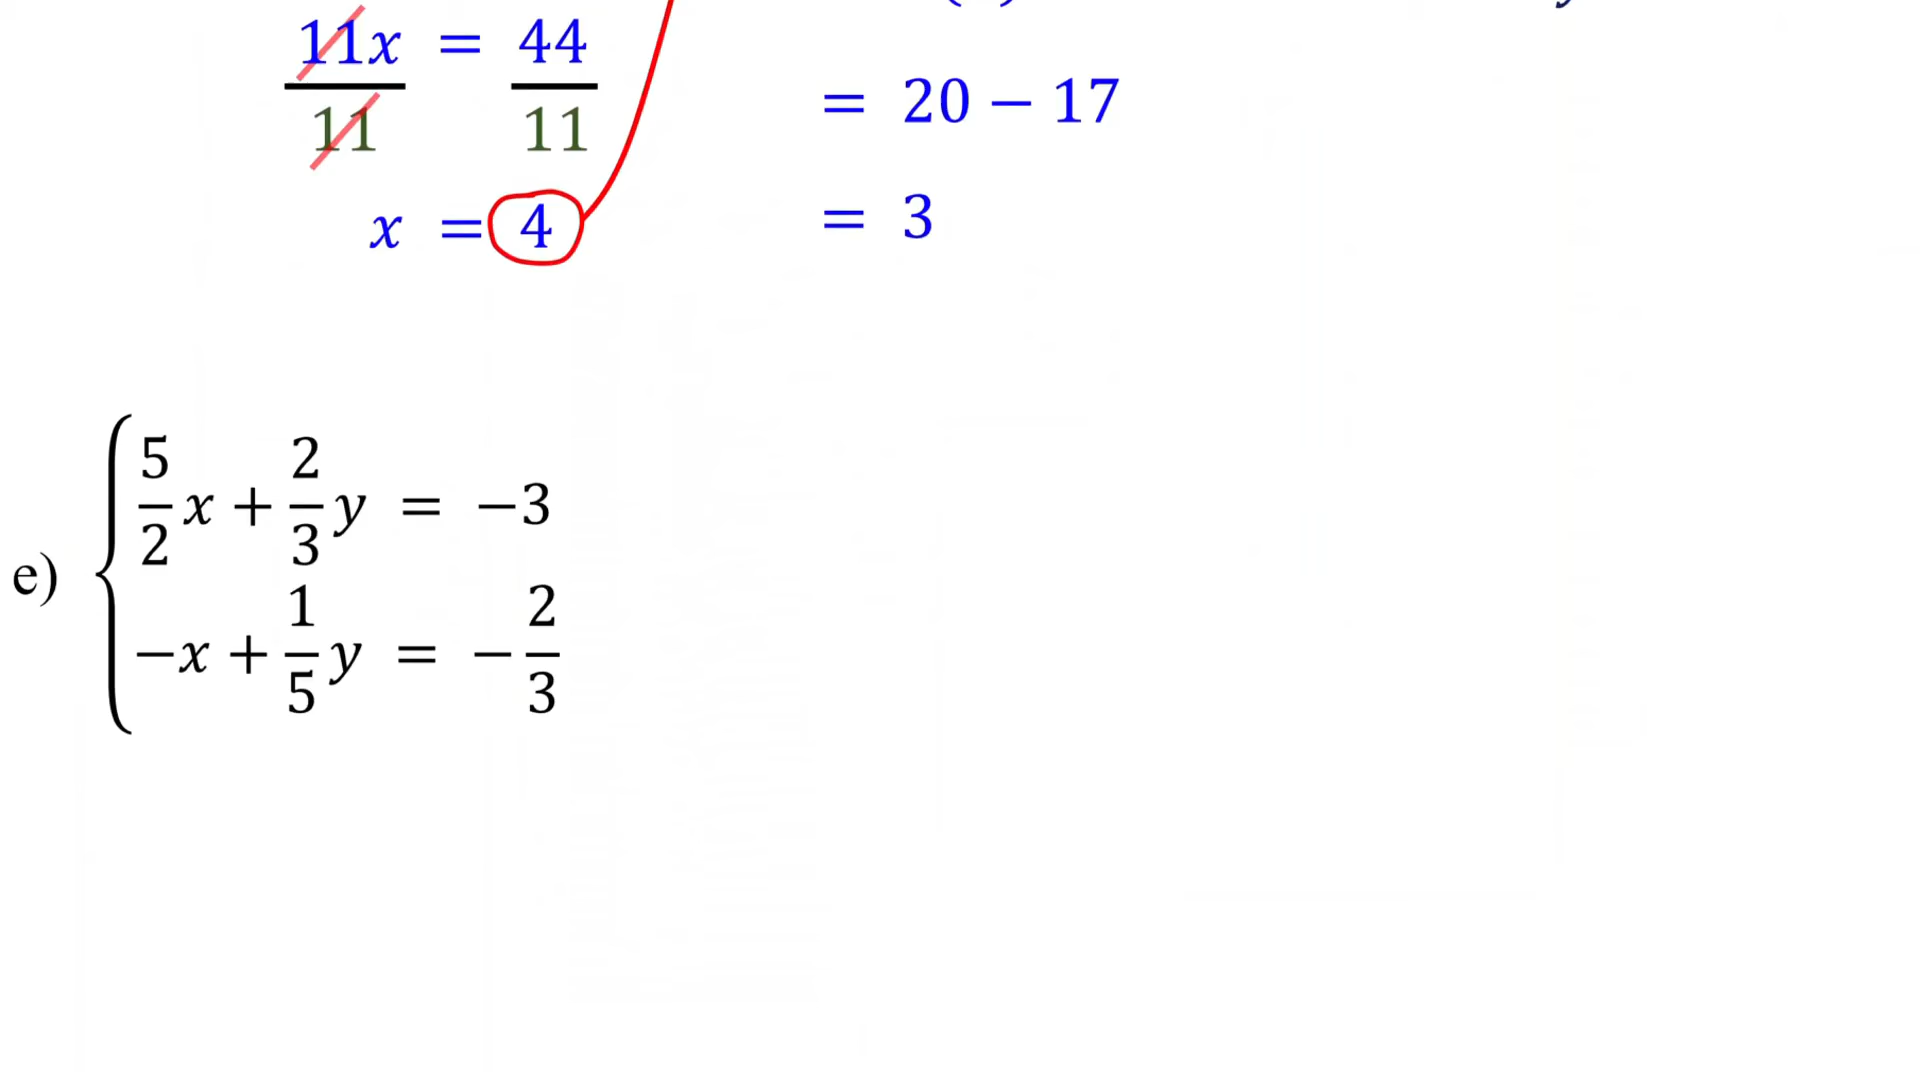 11x = 44
11 11
x = 4
= 20 − 17
= 3
e)
5/2 x + 2/3 y = −3
−x + 1/5 y = −2/3